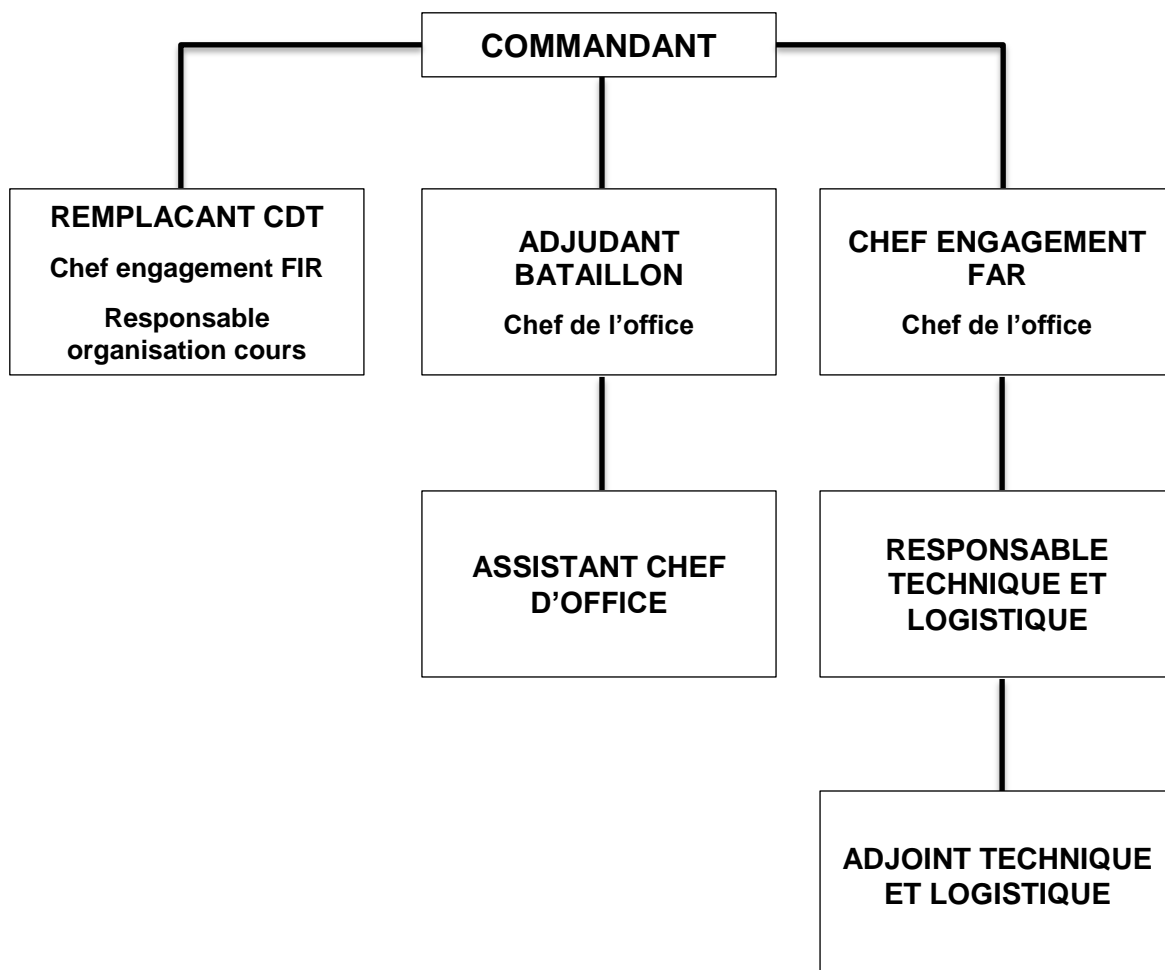 COMMANDANT
REMPLACANT CDT
Chef engagement FIR
Responsable
organisation cours
ADJUDANT
BATAILLON
Chef de l’office
CHEF ENGAGEMENT
FAR
Chef de l’office
ASSISTANT CHEF
D’OFFICE
RESPONSABLE
TECHNIQUE ET
LOGISTIQUE
ADJOINT TECHNIQUE
ET LOGISTIQUE